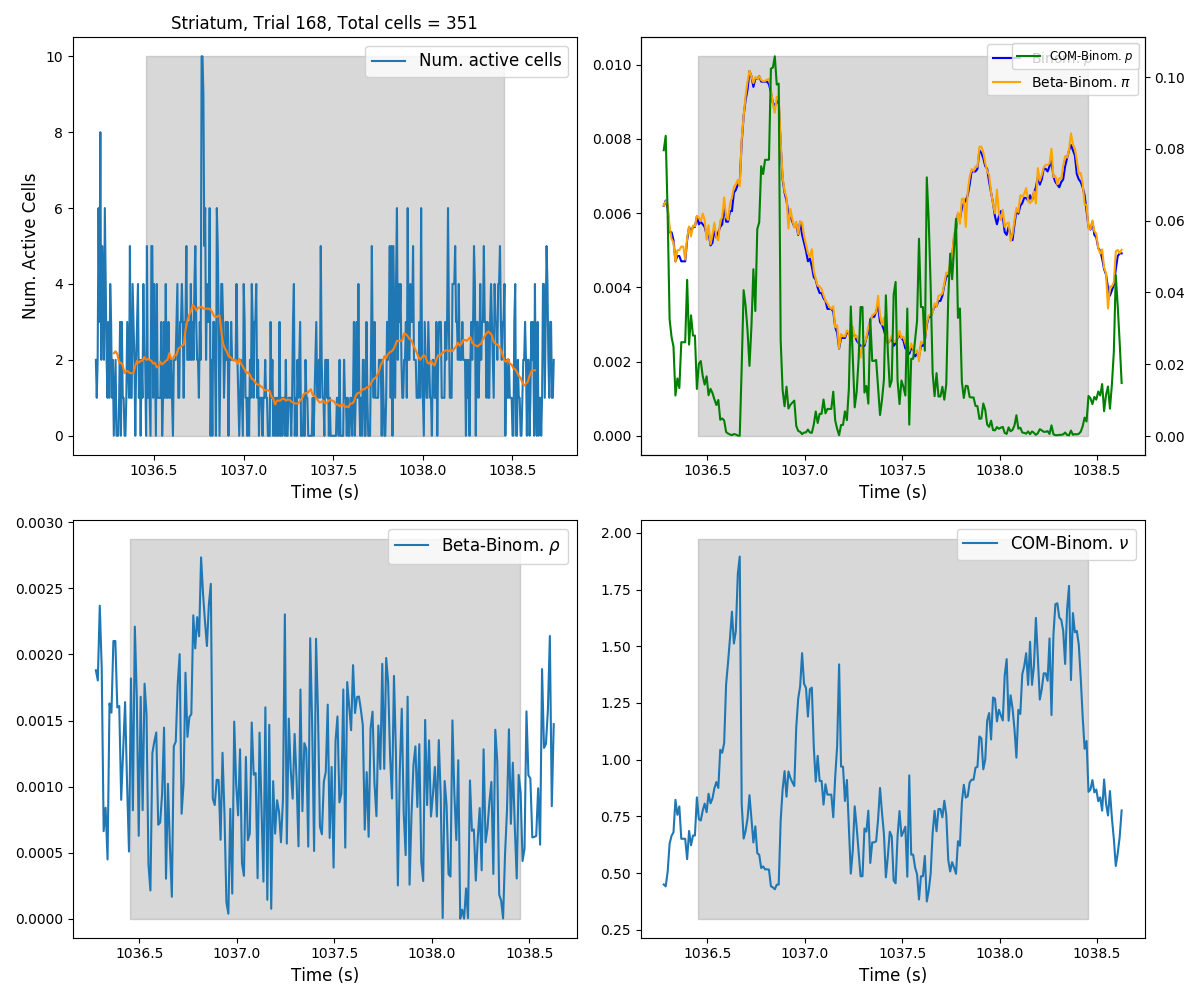 Striatum, Trial 168, Total cells = 351
Num. active cells
Num. Active Cells
10
8
6
4
2
0
1036.5 1037.0 1037.5 1038.0 1038.5
Time (s)
COM-Binom. p
Beta-Binom. π
0.010
0.008
0.006
0.004
0.002
0.000
0.10
0.08
0.06
0.04
0.02
0.00
1036.5 1037.0 1037.5 1038.0 1038.5
Time (s)
Beta-Binom. ρ
0.0030
0.0025
0.0020
0.0015
0.0010
0.0005
0.0000
1036.5 1037.0 1037.5 1038.0 1038.5
Time (s)
COM-Binom. ν
2.00
1.75
1.50
1.25
1.00
0.75
0.50
0.25
1036.5 1037.0 1037.5 1038.0 1038.5
Time (s)